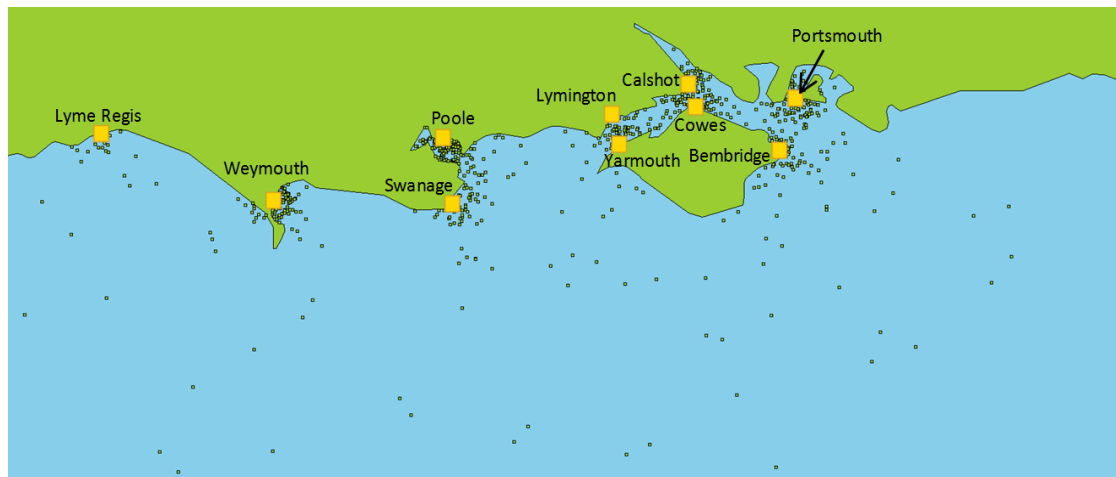 Portsmouth
Calshot
Lymington
Lyme Regis
Poole
Cowes
Yarmouth
Bembridge
Weymouth
Swanage